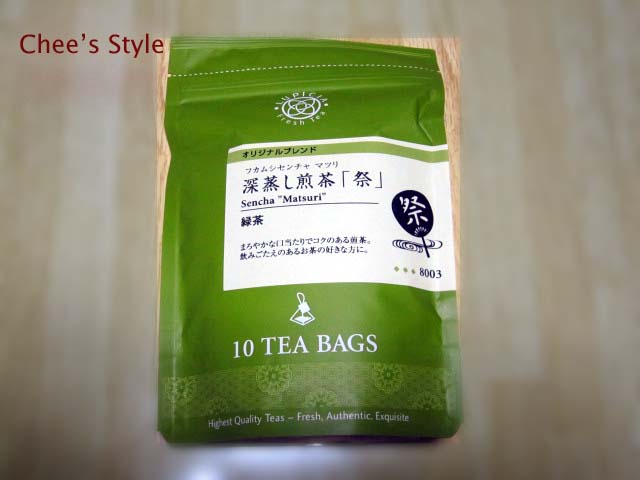 Chee's Style
LUPICIA
Fresh Tea
オリジナルブレンド
フカムシセンチャ マツリ
深蒸し煎茶「祭」
Sencha "Matsuri"
緑茶
祭
まろやかな口当たりでコクのある煎茶。
飲みごたえのあるお茶の好きな方に。
8003
10 TEA BAGS
Highest Quality Teas – Fresh, Authentic, Exquisite